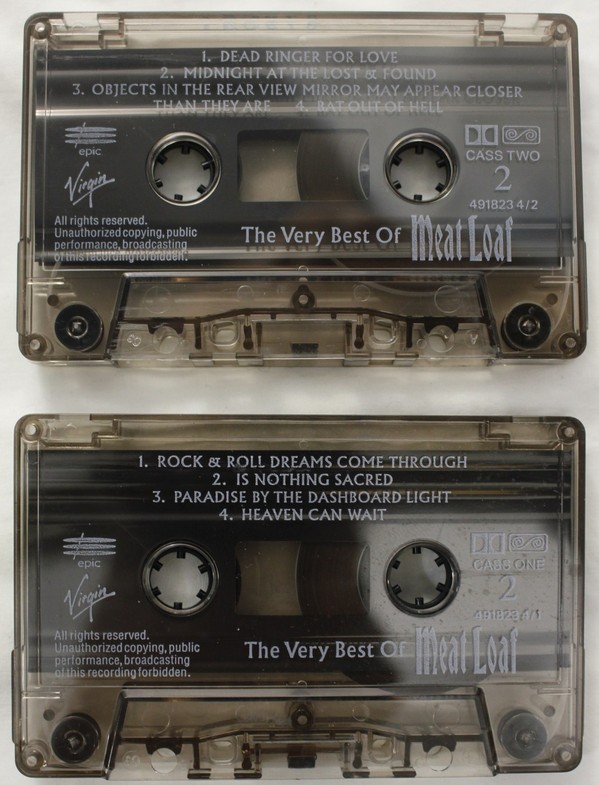 1. DEAD RINGER FOR LOVE
2. MIDNIGHT AT THE LOST & FOUND
3. OBJECTS IN THE REAR VIEW MIRROR MAY APPEAR CLOSER
THAN THEY ARE 4. BAT OUT OF HELL
epic
Virgin
CASS TWO
2
491823 4/2
All rights reserved.
Unauthorized copying, public
performance, broadcasting
of this recording forbidden.
The Very Best Of Meat Loaf
1. ROCK & ROLL DREAMS COME THROUGH
2. IS NOTHING SACRED
3. PARADISE BY THE DASHBOARD LIGHT
4. HEAVEN CAN WAIT
epic
Virgin
CASS ONE
2
491823 4/1
All rights reserved.
Unauthorized copying, public
performance, broadcasting
of this recording forbidden.
The Very Best Of Meat Loaf